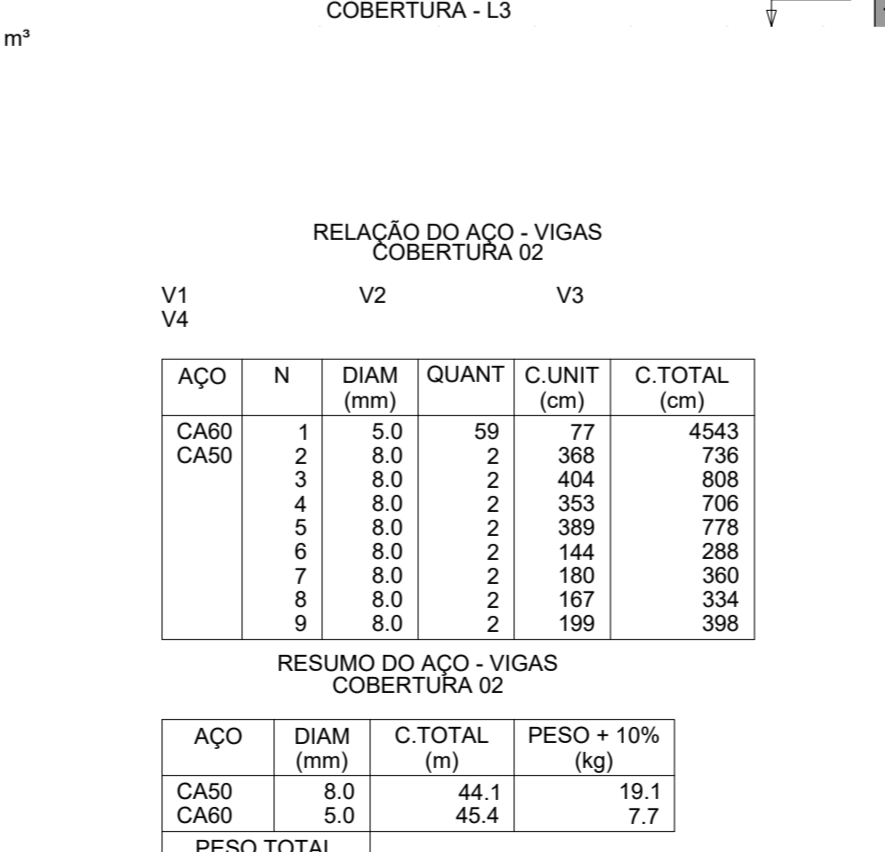 COBERTURA - L3
m³
RELAÇÃO DO AÇO - VIGAS
COBERTURA 02
V1 V2 V3
V4
AÇO N DIAM QUANT C.UNIT C.TOTAL
(mm) (cm) (cm)
CA60 1 5.0 59 77 4543
CA50 2 8.0 2 368 736
3 8.0 2 404 808
4 8.0 2 353 706
5 8.0 2 389 778
6 8.0 2 144 288
7 8.0 2 180 360
8 8.0 2 167 334
9 8.0 2 199 398
RESUMO DO AÇO - VIGAS
COBERTURA 02
AÇO DIAM C.TOTAL PESO + 10%
(mm) (m) (kg)
CA50 8.0 44.1 19.1
CA60 5.0 45.4 7.7
PESO TOTAL